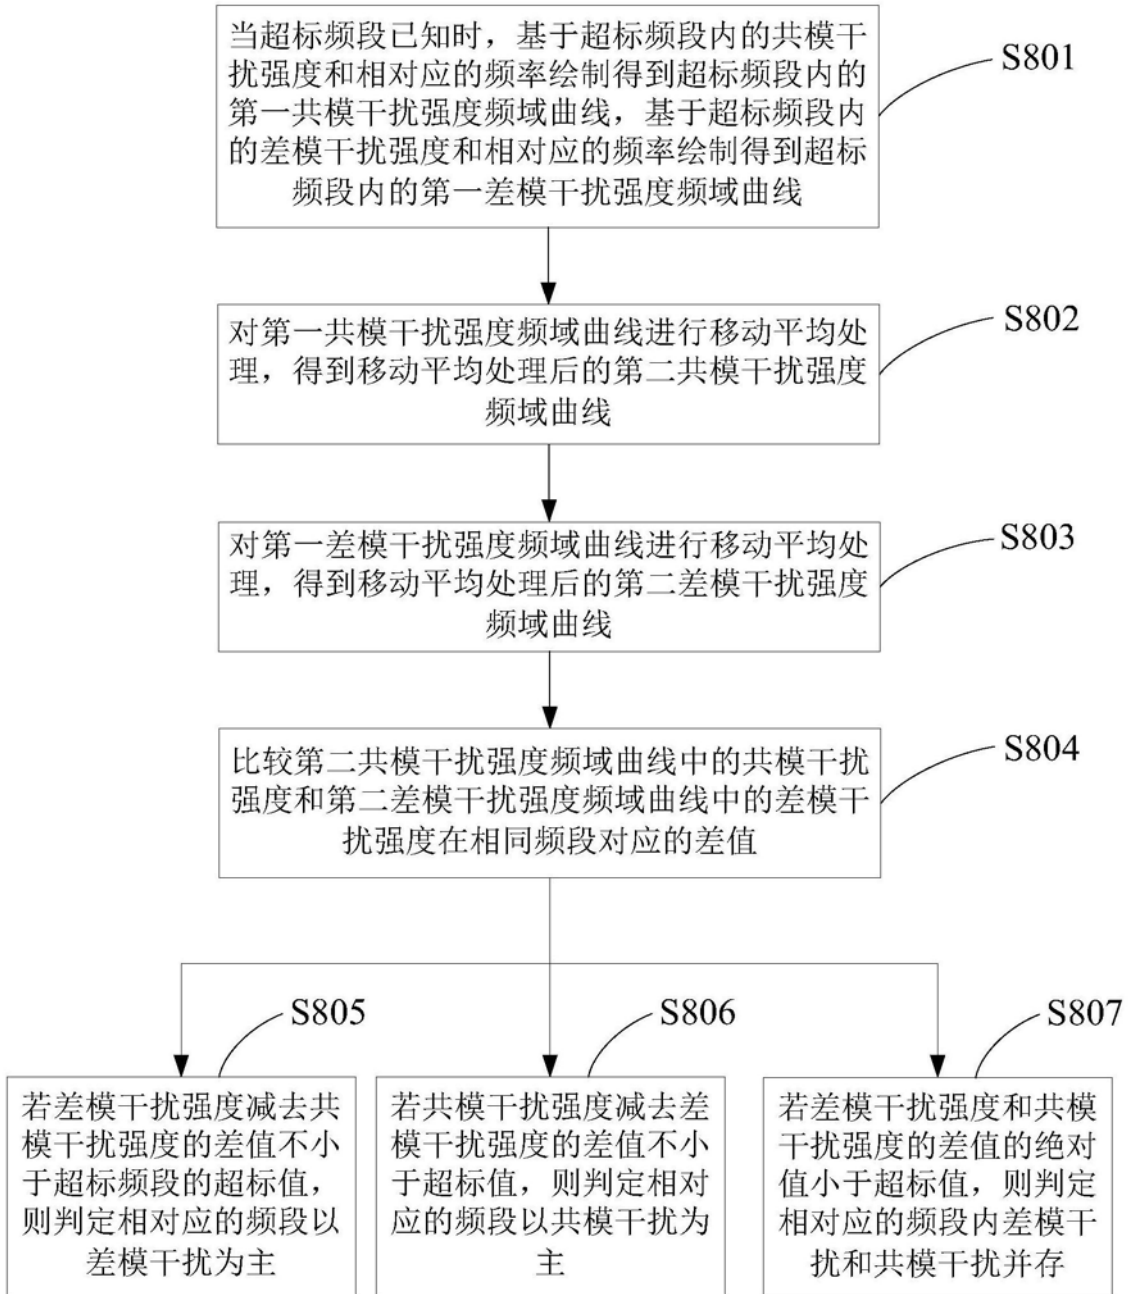 当超标频段已知时，基于超标频段内的共模干
扰强度和相对应的频率绘制得到超标频段内的
第一共模干扰强度频域曲线，基于超标频段内
的差模干扰强度和相对应的频率绘制得到超标
频段内的第一差模干扰强度频域曲线
S801
对第一共模干扰强度频域曲线进行移动平均处
理，得到移动平均处理后的第二共模干扰强度
频域曲线
S802
对第一差模干扰强度频域曲线进行移动平均处
理，得到移动平均处理后的第二差模干扰强度
频域曲线
S803
比较第二共模干扰强度频域曲线中的共模干扰
强度和第二差模干扰强度频域曲线中的差模干
扰强度在相同频段对应的差值
S804
S805
若差模干扰强度减去共
模干扰强度的差值不小
于超标频段的超标值，
则判定相对应的频段以
差模干扰为主
S806
若共模干扰强度减去差
模干扰强度的差值不小
于超标值，则判定相对
应的频段以共模干扰为
主
S807
若差模干扰强度和共模
干扰强度的差值的绝对
值小于超标值，则判定
相对应的频段内差模干
扰和共模干扰并存